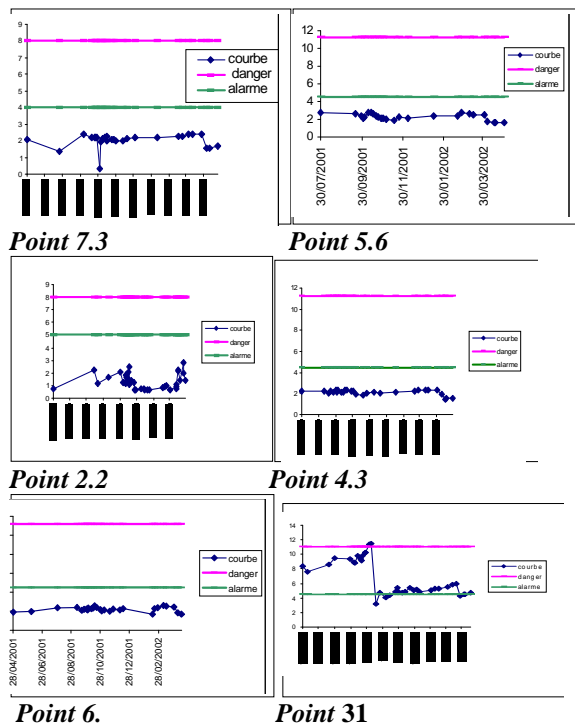 9
8
7
6
5
4
3
2
1
0
courbe
danger
alarme
12
10
8
6
4
2
0
courbe
danger
alarme
30/07/2001
30/09/2001
30/11/2001
30/01/2002
30/03/2002
Point 7.3
Point 5.6
9
8
7
6
5
4
3
2
1
0
courbe
danger
alarme
12
10
8
6
4
2
0
courbe
danger
alarme
Point 2.2
Point 4.3
courbe
danger
alarme
28/04/2001
28/06/2001
28/08/2001
28/10/2001
28/12/2001
28/02/2002
14
12
10
8
6
4
2
0
courbe
danger
alarme
Point 6.
Point 31